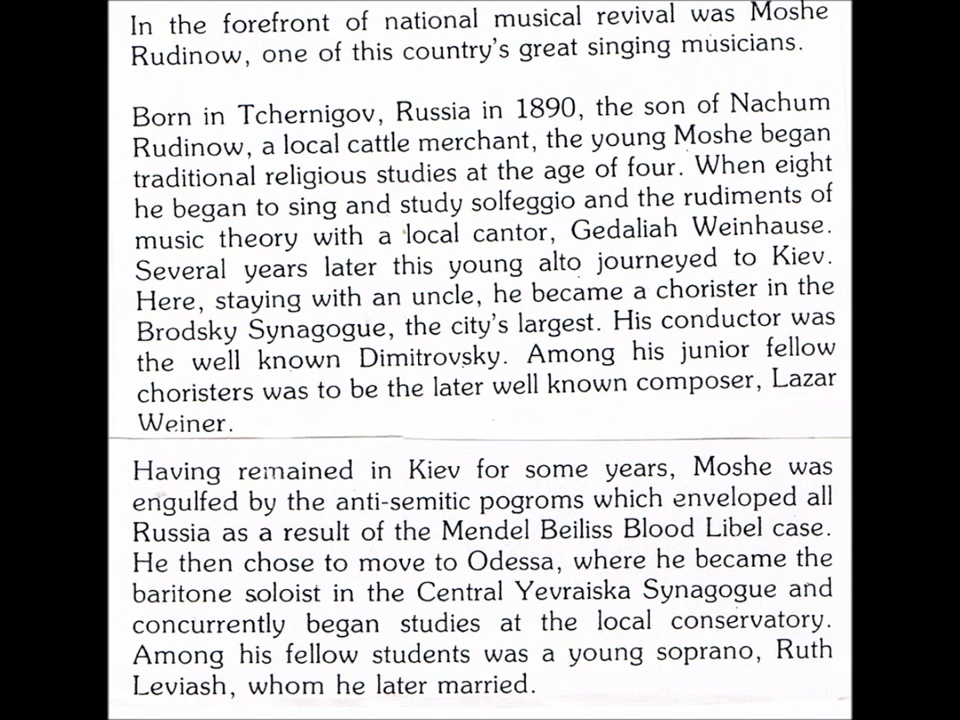 In the forefront of national musical revival was Moshe
Rudinow, one of this country's great singing musicians.
Born in Tchernigov, Russia in 1890, the son of Nachum
Rudinow, a local cattle merchant, the young Moshe began
traditional religious studies at the age of four. When eight
he began to sing and study solfeggio and the rudiments of
music theory with a local cantor, Gedaliah Weinhause.
Several years later this young alto journeyed to Kiev.
Here, staying with an uncle, he became a chorister in the
Brodsky Synagogue, the city's largest. His conductor was
the well known Dimitrovsky. Among his junior fellow
choristers was to be the later well known composer, Lazar
Weiner.
Having remained in Kiev for some years, Moshe was
engulfed by the anti-semitic pogroms which enveloped all
Russia as a result of the Mendel Beiliss Blood Libel case.
He then chose to move to Odessa, where he became the
baritone soloist in the Central Yevraiska Synagogue and
concurrently began studies at the local conservatory.
Among his fellow students was a young soprano, Ruth
Leviash, whom he later married.